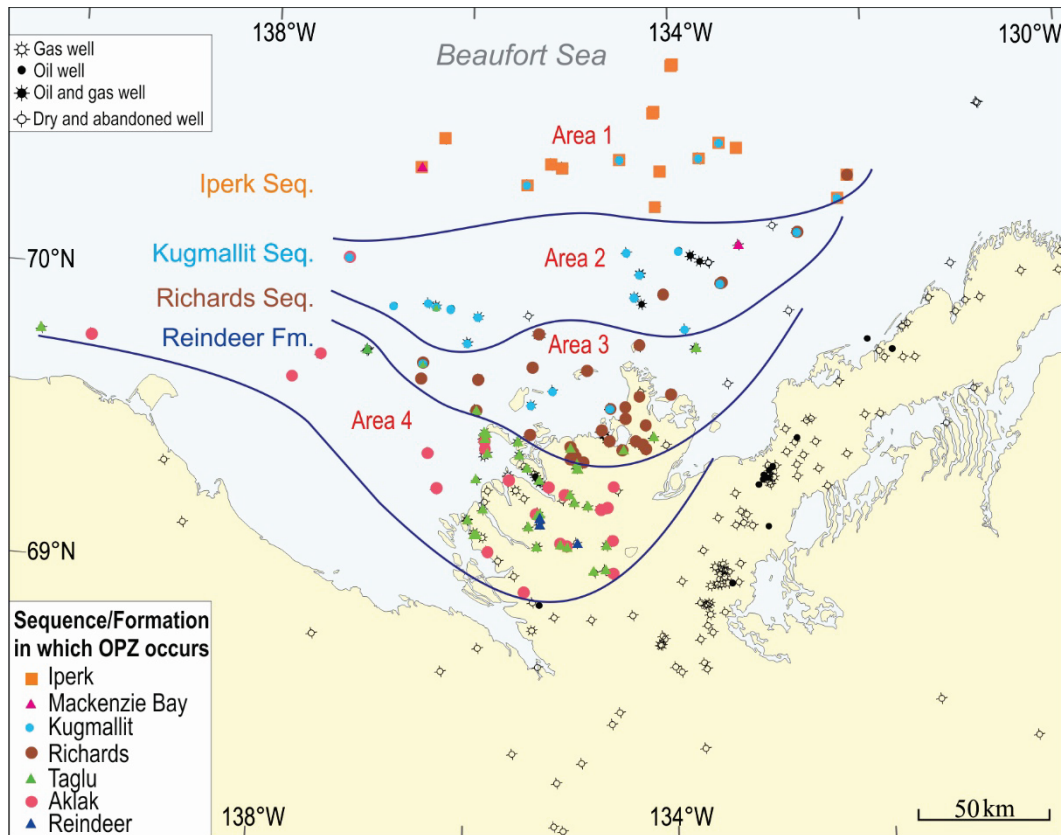 138°W
134°W
130°W
Gas well
Oil well
Oil and gas well
Dry and abandoned well
Beaufort Sea
Area 1
Iperk Seq.
Kugmallit Seq.
Area 2
70°N
Richards Seq.
Reindeer Fm.
Area 3
Area 4
69°N
Sequence/Formation
in which OPZ occurs
Iperk
Mackenzie Bay
Kugmallit
Richards
Taglu
Aklak
Reindeer
138°W
134°W
50 km